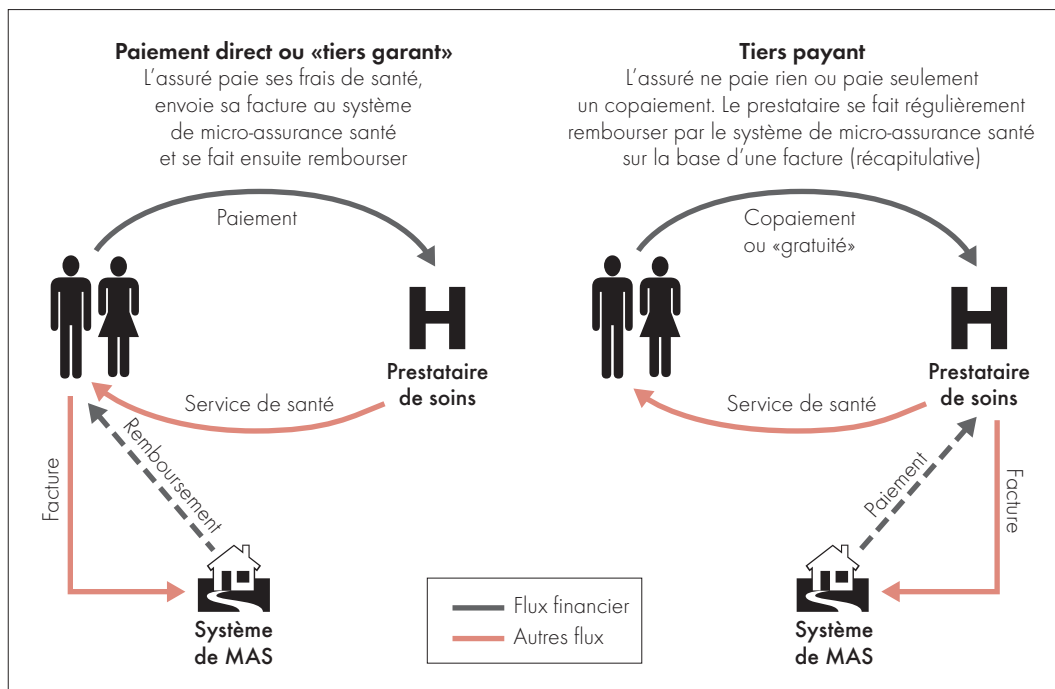 Paiement direct ou «tiers garant»
L'assuré paie ses frais de santé,
envoie sa facture au système
de micro-assurance santé
et se fait ensuite rembourser
Paiement
H
Prestataire
de soins
Service de santé
Remboursement
Facture
Système
de MAS
Tiers payant
L'assuré ne paie rien ou paie seulement
un copaiement. Le prestataire se fait régulièrement
rembourser par le système de micro-assurance santé
sur la base d'une facture (récapitulative)
Copaiement
ou «gratuité»
H
Prestataire
de soins
Service de santé
Paiement
Facture
Système
de MAS
Flux financier
Autres flux